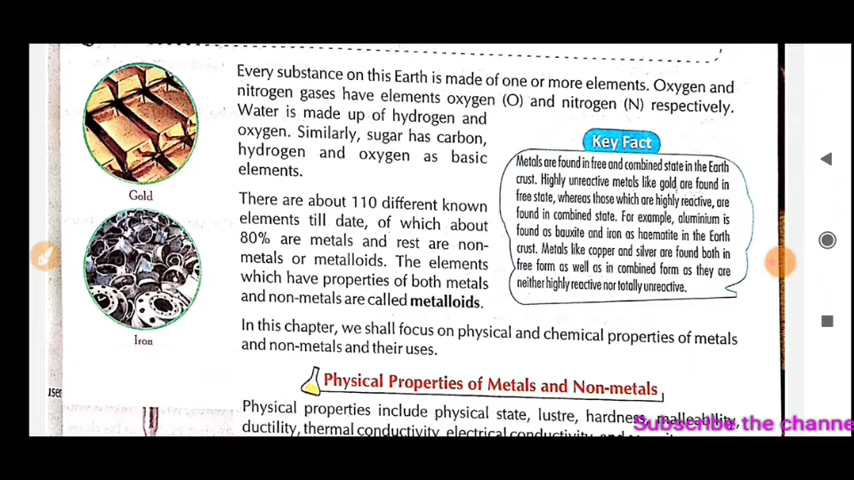 Every substance on this Earth is made of one or more elements. Oxygen and
nitrogen gases have elements oxygen (O) and nitrogen (N) respectively.
Water is made up of hydrogen and
oxygen. Similarly, sugar has carbon,
hydrogen and oxygen as basic
elements.
Gold
Key Fact
Metals are found in free and combined state in the Earth
crust. Highly unreactive metals like gold are found in
free state, whereas those which are highly reactive, are
found in combined state. For example, aluminium is
found as bauxite and iron as haematite in the Earth
crust. Metals like copper and silver are found both in
free form as well as in combined form as they are
neither highly reactive nor totally unreactive.
There are about 110 different known
elements till date, of which about
80% are metals and rest are non-
metals or metalloids. The elements
which have properties of both metals
and non-metals are called metalloids.
Iron
In this chapter, we shall focus on physical and chemical properties of metals
and non-metals and their uses.
Physical Properties of Metals and Non-metals
Physical properties include physical state, lustre, hardness, malleability,
ductility, thermal conductivity, electrical conductivity, and
Subscribe the channe